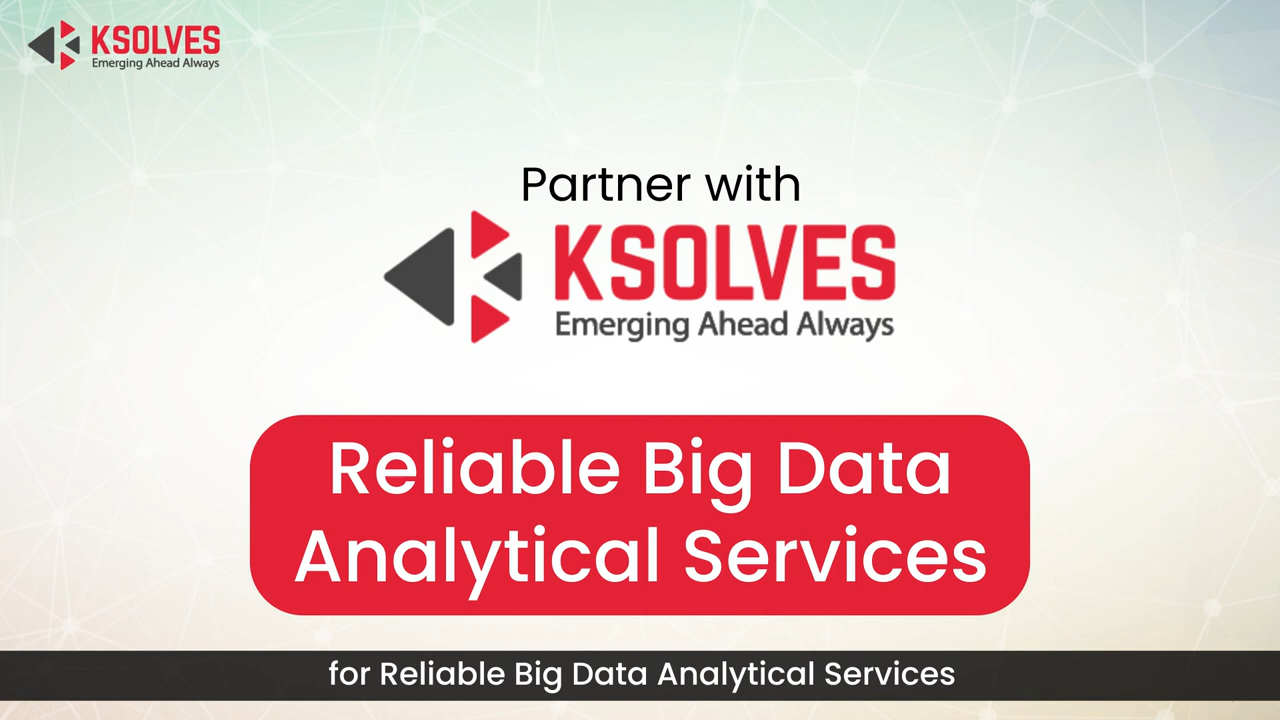 KSOLVES
Emerging Ahead Always
Partner with
KSOLVES
Emerging Ahead Always
Reliable Big Data
Analytical Services
for Reliable Big Data Analytical Services